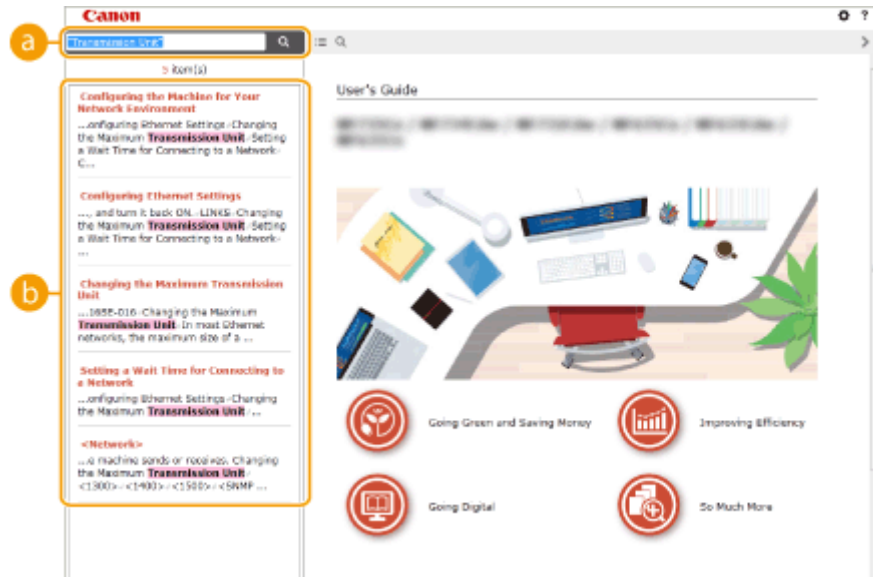 Canon
?
a
"Transmission Unit"
5 item(s)
User's Guide
b
Configuring the Machine for Your
Network Environment
...onfiguring Ethernet Settings Changing
the Maximum Transmission Unit Setting
a Wait Time for Connecting to a Network
C...
Configuring Ethernet Settings
..., and turn it back ON. LINKS Changing
the Maximum Transmission Unit Setting
a Wait Time for Connecting to a Network
...
Changing the Maximum Transmission
Unit
...16SE-016 Changing the Maximum
Transmission Unit In most Ethernet
networks, the maximum size of a ...
Setting a Wait Time for Connecting to
a Network
...onfiguring Ethernet Settings Changing
the Maximum Transmission Unit ...
<Network>
...e machine sends or receives. Changing
the Maximum Transmission Unit
<1300> <1400> <1500> <SNMP ...
Going Green and Saving Money
Improving Efficiency
Going Digital
So Much More